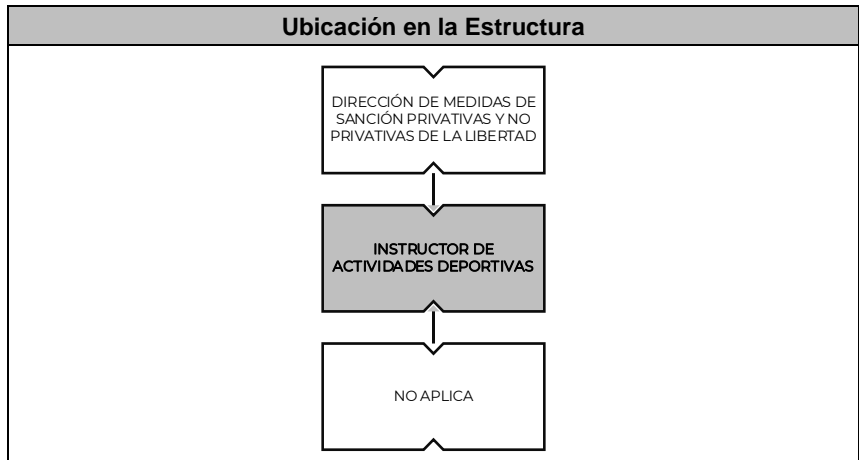 Ubicación en la Estructura
DIRECCIÓN DE MEDIDAS DE
SANCIÓN PRIVATIVAS Y NO
PRIVATIVAS DE LA LIBERTAD
INSTRUCTOR DE
ACTIVIDADES DEPORTIVAS
NO APLICA